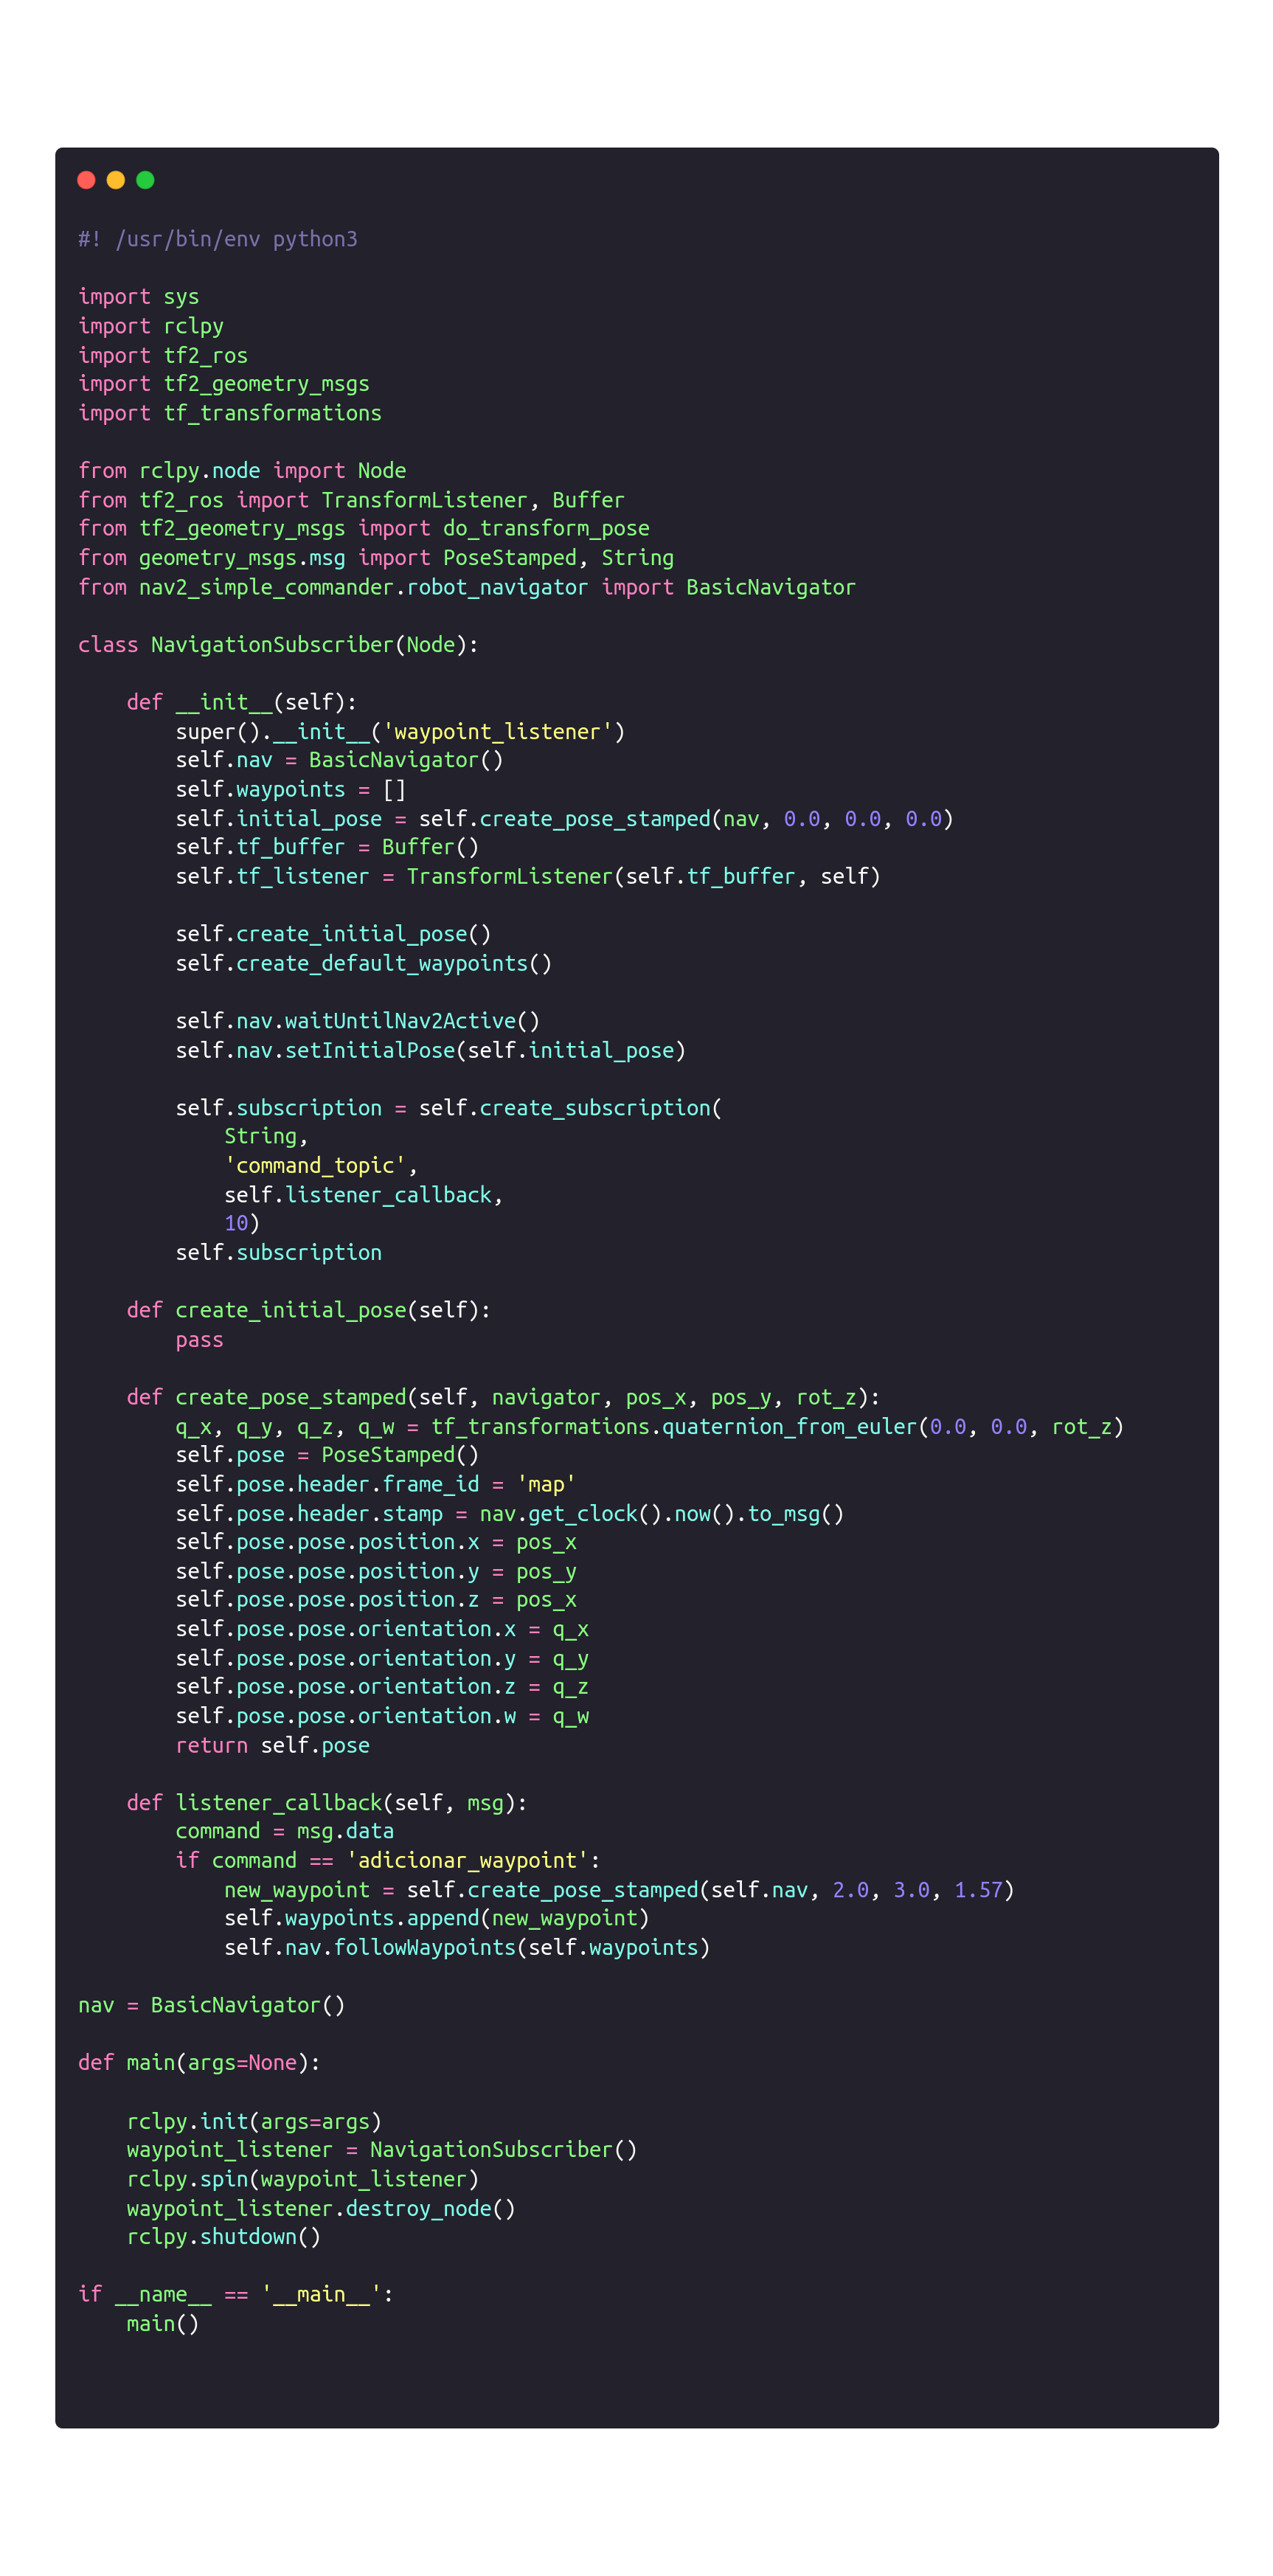 #! /usr/bin/env python3

import sys
import rclpy
import tf2_ros
import tf2_geometry_msgs
import tf_transformations

from rclpy.node import Node
from tf2_ros import TransformListener, Buffer
from tf2_geometry_msgs import do_transform_pose
from geometry_msgs.msg import PoseStamped, String
from nav2_simple_commander.robot_navigator import BasicNavigator

class NavigationSubscriber(Node):

    def __init__(self):
        super().__init__('waypoint_listener')
        self.nav = BasicNavigator()
        self.waypoints = []
        self.initial_pose = self.create_pose_stamped(nav, 0.0, 0.0, 0.0)
        self.tf_buffer = Buffer()
        self.tf_listener = TransformListener(self.tf_buffer, self)

        self.create_initial_pose()
        self.create_default_waypoints()

        self.nav.waitUntilNav2Active()
        self.nav.setInitialPose(self.initial_pose)

        self.subscription = self.create_subscription(
            String,
            'command_topic',
            self.listener_callback,
            10)
        self.subscription

    def create_initial_pose(self):
        pass

    def create_pose_stamped(self, navigator, pos_x, pos_y, rot_z):
        q_x, q_y, q_z, q_w = tf_transformations.quaternion_from_euler(0.0, 0.0, rot_z)
        self.pose = PoseStamped()
        self.pose.header.frame_id = 'map'
        self.pose.header.stamp = nav.get_clock().now().to_msg()
        self.pose.pose.position.x = pos_x
        self.pose.pose.position.y = pos_y
        self.pose.pose.position.z = pos_x
        self.pose.pose.orientation.x = q_x
        self.pose.pose.orientation.y = q_y
        self.pose.pose.orientation.z = q_z
        self.pose.pose.orientation.w = q_w
        return self.pose

    def listener_callback(self, msg):
        command = msg.data
        if command == 'adicionar_waypoint':
            new_waypoint = self.create_pose_stamped(self.nav, 2.0, 3.0, 1.57)
            self.waypoints.append(new_waypoint)
            self.nav.followWaypoints(self.waypoints)

nav = BasicNavigator()

def main(args=None):

    rclpy.init(args=args)
    waypoint_listener = NavigationSubscriber()
    rclpy.spin(waypoint_listener)
    waypoint_listener.destroy_node()
    rclpy.shutdown()

if __name__ == '__main__':
    main()